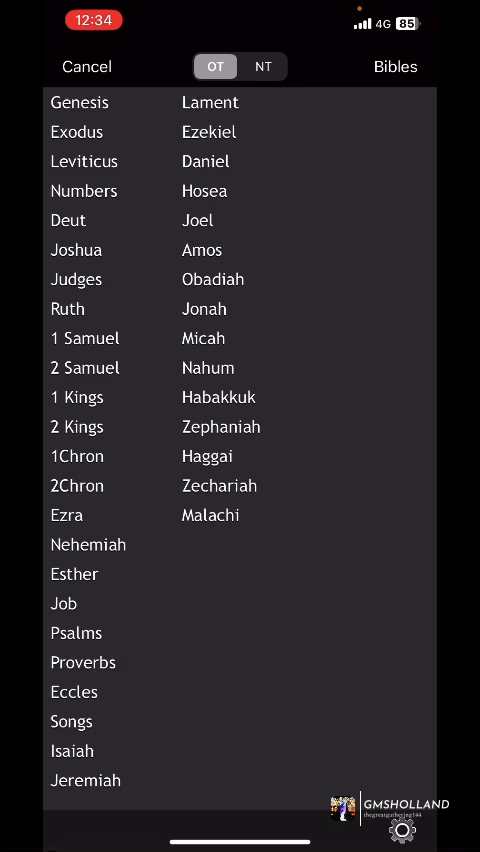 12:34
4G 85
Cancel OT NT Bibles
Genesis Lament
Exodus Ezekiel
Leviticus Daniel
Numbers Hosea
Deut Joel
Joshua Amos
Judges Obadiah
Ruth Jonah
1 Samuel Micah
2 Samuel Nahum
1 Kings Habakkuk
2 Kings Zephaniah
1Chron Haggai
2Chron Zechariah
Ezra Malachi
Nehemiah
Esther
Job
Psalms
Proverbs
Eccles
Songs
Isaiah
Jeremiah
GMSHOLLAND
thegreatgathering144